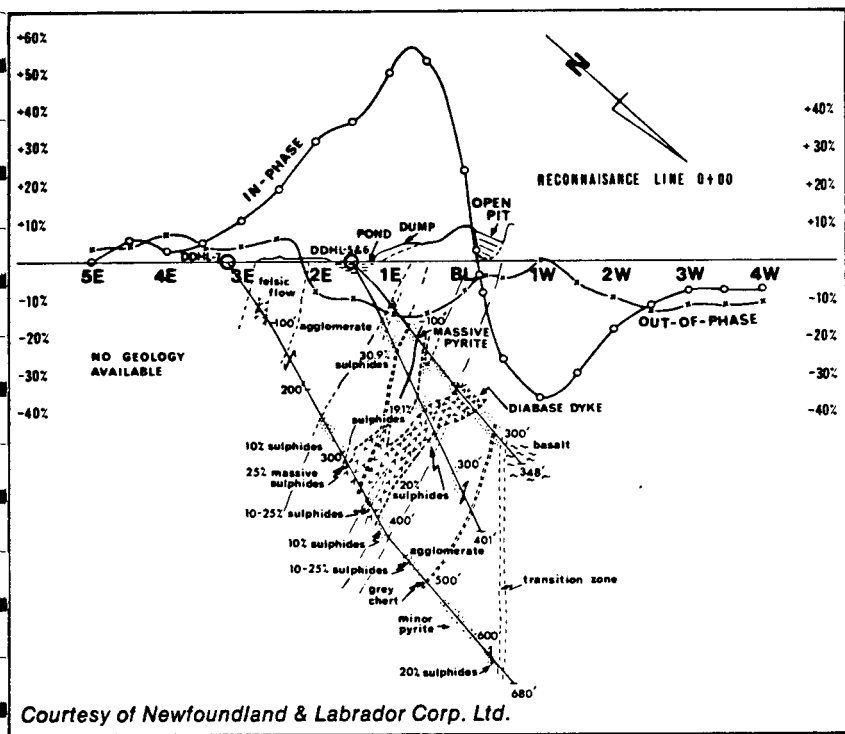 +60%
+50%
+40%
+30%
+20%
+10%
-10%
-20%
-30%
-40%
+40%
+30%
+20%
+10%
-10%
-20%
-30%
-40%
N
RECONNAISANCE LINE 0+00
IN-PHASE
OUT-OF-PHASE
OPEN PIT
DUMP
POND
DDHL-7
DDHL-5&6
5E 4E 3E 2E 1E BL 1W 2W 3W 4W
NO GEOLOGY
AVAILABLE
felsic
flow
100'
agglomerate
100'
MASSIVE
PYRITE
30.9%
sulphides
200'
19.1%
sulphides
DIABASE DYKE
10% sulphides
300'
300'
basalt
348'
25% massive
sulphides
20%
sulphides
300'
10-25% sulphides
400'
401'
10% sulphides
agglomerate
10-25% sulphides
500'
grey
chert
transition zone
minor
pyrite
600'
20% sulphides
680'
Courtesy of Newfoundland & Labrador Corp. Ltd.